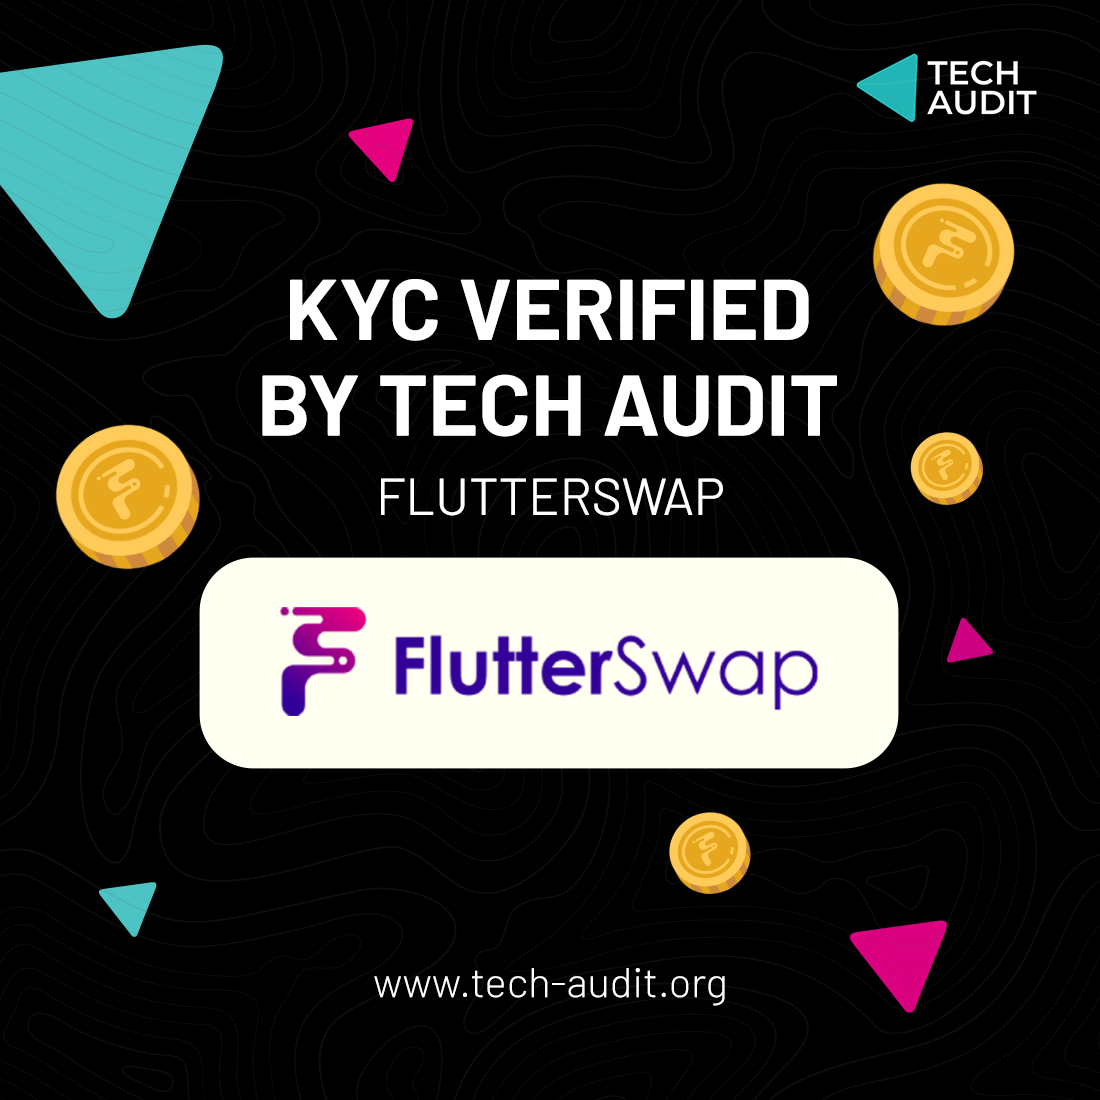 TECH
AUDIT
KYC VERIFIED
BY TECH AUDIT
FLUTTERSWAP
FlutterSwap
www.tech-audit.org